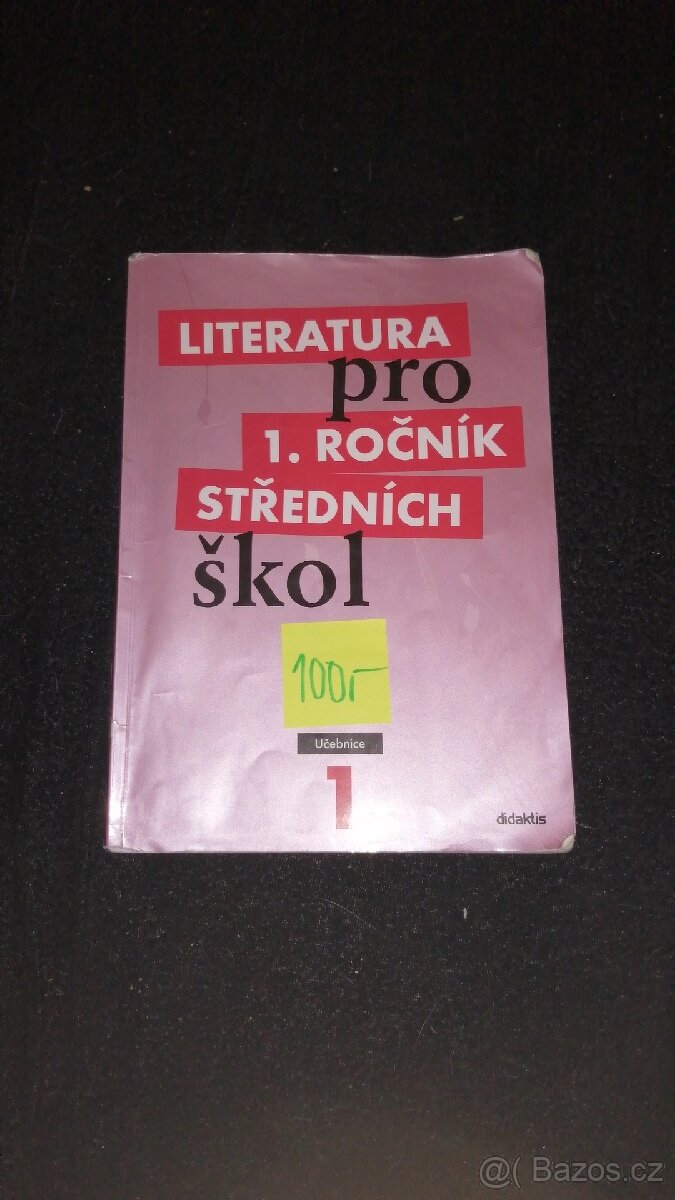 LITERATURA
pro
1. ROČNÍK
STŘEDNÍCH
škol
100,-
Učebnice
1
didaktis
@( Bazos.cz